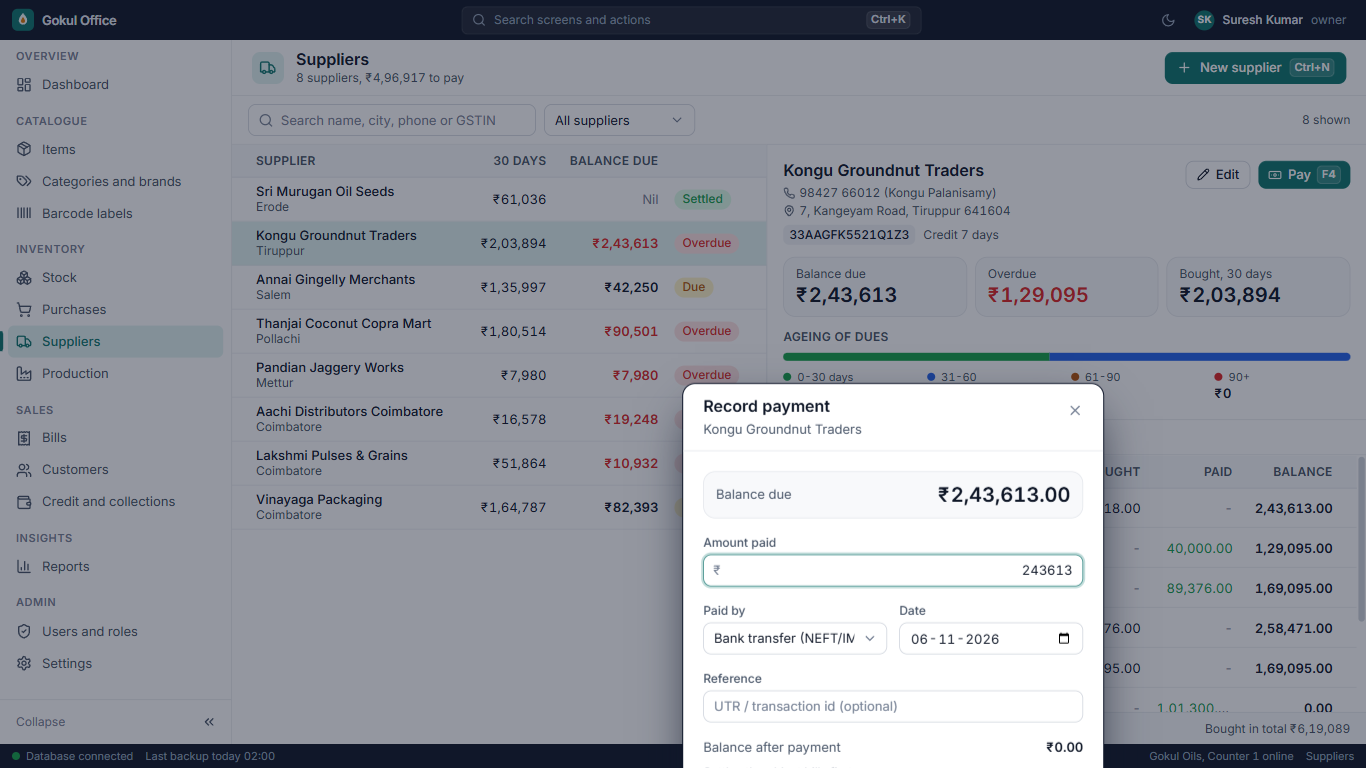 Gokul Office
Search screens and actions
Ctrl+K
SK
Suresh Kumar owner
OVERVIEW
Dashboard
CATALOGUE
Items
Categories and brands
Barcode labels
INVENTORY
Stock
Purchases
Suppliers
Production
SALES
Bills
Customers
Credit and collections
INSIGHTS
Reports
ADMIN
Users and roles
Settings
Collapse
Suppliers
8 suppliers, ₹4,96,917 to pay
New supplier Ctrl+N
Search name, city, phone or GSTIN
All suppliers
8 shown
SUPPLIER 30 DAYS BALANCE DUE
Sri Murugan Oil Seeds ₹61,036 Nil Settled
Erode
Kongu Groundnut Traders ₹2,03,894 ₹2,43,613 Overdue
Tiruppur
Annai Gingelly Merchants ₹1,35,997 ₹42,250 Due
Salem
Thanjai Coconut Copra Mart ₹1,80,514 ₹90,501 Overdue
Pollachi
Pandian Jaggery Works ₹7,980 ₹7,980 Overdue
Mettur
Aachi Distributors Coimbatore ₹16,578 ₹19,248
Coimbatore
Lakshmi Pulses & Grains ₹51,864 ₹10,932
Coimbatore
Vinayaga Packaging ₹1,64,787 ₹82,393
Coimbatore
Kongu Groundnut Traders
Edit
Pay F4
98427 66012 (Kongu Palanisamy)
7, Kangeyam Road, Tiruppur 641604
33AAGFK5521Q1Z3 Credit 7 days
Balance due
₹2,43,613
Overdue
₹1,29,095
Bought, 30 days
₹2,03,894
AGEING OF DUES
0-30 days 31-60 61-90 90+
₹0
UGHT PAID BALANCE
18.00 - 2,43,613.00
- 40,000.00 1,29,095.00
- 89,376.00 1,69,095.00
76.00 - 2,58,471.00
95.00 - 1,69,095.00
- 1,01,300.... 0.00
Bought in total ₹6,19,089
Record payment
Kongu Groundnut Traders
Balance due ₹2,43,613.00
Amount paid
₹ 243613
Paid by
Bank transfer (NEFT/IM
Date
06-11-2026
Reference
UTR / transaction id (optional)
Balance after payment ₹0.00
Database connected Last backup today 02:00
Gokul Oils, Counter 1 online Suppliers